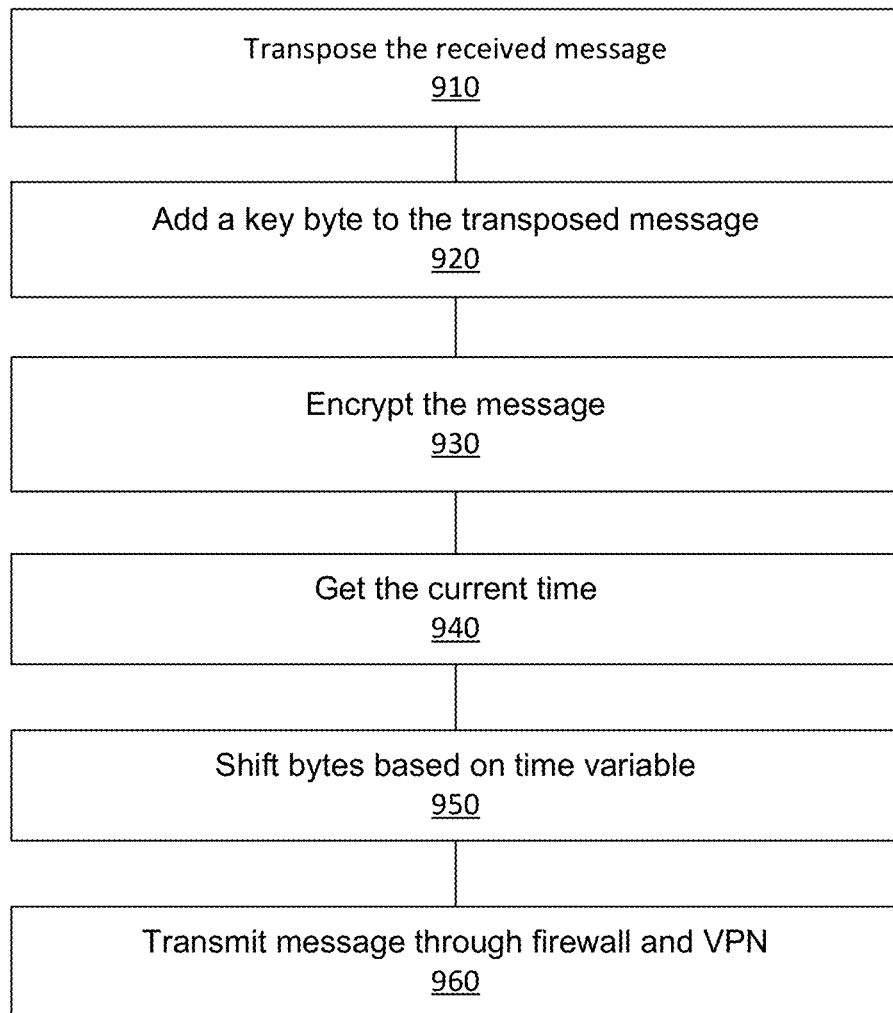 Transpose the received message
910
Add a key byte to the transposed message
920
Encrypt the message
930
Get the current time
940
Shift bytes based on time variable
950
Transmit message through firewall and VPN
960